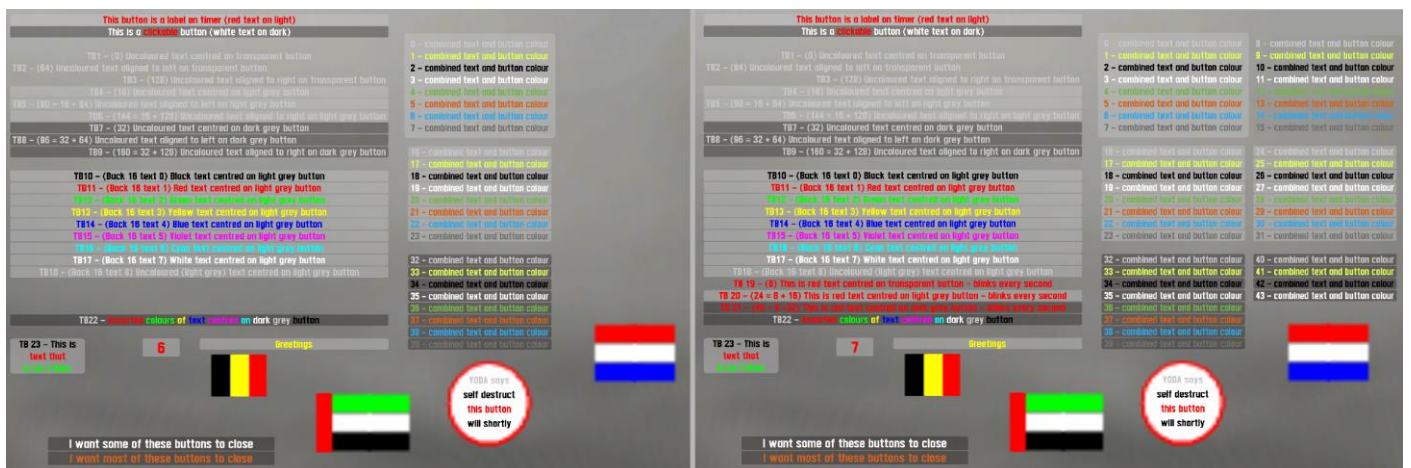 This button is a label on timer (red text on light)
This is a clickable button (white text on dark)
TB1 - (0) Uncoloured text centred on transparent button
TB2 - (64) Uncoloured text aligned to left on transparent button
TB3 - (128) Uncoloured text aligned to right on transparent button
TB4 - (16) Uncoloured text centred on light grey button
TB5 - (80 = 16 + 64) Uncoloured text aligned to left on light grey button
TB6 - (144 = 16 + 128) Uncoloured text aligned to right on light grey button
TB7 - (32) Uncoloured text centred on dark grey button
TB8 - (96 = 32 + 64) Uncoloured text aligned to left on dark grey button
TB9 - (160 = 32 + 128) Uncoloured text aligned to right on dark grey button
TB10 - (Back 16 text 0) Black text centred on light grey button
TB11 - (Back 16 text 1) Red text centred on light grey button
TB12 - (Back 16 text 2) Green text centred on light grey button
TB13 - (Back 16 text 3) Yellow text centred on light grey button
TB14 - (Back 16 text 4) Blue text centred on light grey button
TB15 - (Back 16 text 5) Violet text centred on light grey button
TB16 - (Back 16 text 6) Cyan text centred on light grey button
TB17 - (Back 16 text 7) White text centred on light grey button
TB18 - (Back 16 text 8) Uncoloured (light grey) text centred on light grey button
TB22 - colours of text centred on dark grey button
TB 23 - This is
text that
6
Greetings
0 - combined text and button colour
1 - combined text and button colour
2 - combined text and button colour
3 - combined text and button colour
4 - combined text and button colour
5 - combined text and button colour
6 - combined text and button colour
7 - combined text and button colour
16 - combined text and button colour
17 - combined text and button colour
18 - combined text and button colour
19 - combined text and button colour
20 - combined text and button colour
21 - combined text and button colour
22 - combined text and button colour
23 - combined text and button colour
32 - combined text and button colour
33 - combined text and button colour
34 - combined text and button colour
35 - combined text and button colour
36 - combined text and button colour
37 - combined text and button colour
38 - combined text and button colour
39 - combined text and button colour
YODA says
self destruct
this button
will shortly
I want some of these buttons to close
I want most of these buttons to close
This button is a label on timer (red text on light)
This is a clickable button (white text on dark)
TB1 - (0) Uncoloured text centred on transparent button
TB2 - (64) Uncoloured text aligned to left on transparent button
TB3 - (128) Uncoloured text aligned to right on transparent button
TB4 - (16) Uncoloured text centred on light grey button
TB5 - (80 = 16 + 64) Uncoloured text aligned to left on light grey button
TB6 - (144 = 16 + 128) Uncoloured text aligned to right on light grey button
TB7 - (32) Uncoloured text centred on dark grey button
TB8 - (96 = 32 + 64) Uncoloured text aligned to left on dark grey button
TB9 - (160 = 32 + 128) Uncoloured text aligned to right on dark grey button
TB10 - (Back 16 text 0) Black text centred on light grey button
TB11 - (Back 16 text 1) Red text centred on light grey button
TB12 - (Back 16 text 2) Green text centred on light grey button
TB13 - (Back 16 text 3) Yellow text centred on light grey button
TB14 - (Back 16 text 4) Blue text centred on light grey button
TB15 - (Back 16 text 5) Violet text centred on light grey button
TB16 - (Back 16 text 6) Cyan text centred on light grey button
TB17 - (Back 16 text 7) White text centred on light grey button
TB18 - (Back 16 text 8) Uncoloured (light grey) text centred on light grey button
TB 19 - (8) This is red text centred on transparent button - blinks every second
TB 20 - (24 = 8 + 16) This is red text centred on light grey button - blinks every second
TB 21 - (40 = 8 + 32) This is red text centred on dark grey button - blinks every second
TB22 - colours of text centred on dark grey button
TB 23 - This is
text that
7
Greetings
0 - combined text and button colour
1 - combined text and button colour
2 - combined text and button colour
3 - combined text and button colour
4 - combined text and button colour
5 - combined text and button colour
6 - combined text and button colour
7 - combined text and button colour
8 - combined text and button colour
9 - combined text and button colour
10 - combined text and button colour
11 - combined text and button colour
12 - combined text and button colour
13 - combined text and button colour
14 - combined text and button colour
15 - combined text and button colour
16 - combined text and button colour
17 - combined text and button colour
18 - combined text and button colour
19 - combined text and button colour
20 - combined text and button colour
21 - combined text and button colour
22 - combined text and button colour
23 - combined text and button colour
24 - combined text and button colour
25 - combined text and button colour
26 - combined text and button colour
27 - combined text and button colour
28 - combined text and button colour
29 - combined text and button colour
30 - combined text and button colour
31 - combined text and button colour
32 - combined text and button colour
33 - combined text and button colour
34 - combined text and button colour
35 - combined text and button colour
36 - combined text and button colour
37 - combined text and button colour
38 - combined text and button colour
39 - combined text and button colour
40 - combined text and button colour
41 - combined text and button colour
42 - combined text and button colour
43 - combined text and button colour
YODA says
self destruct
this button
will shortly
I want some of these buttons to close
I want most of these buttons to close